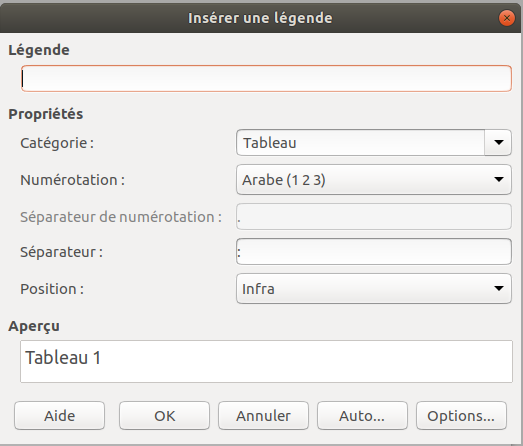 Insérer une légende
Légende
Propriétés
Catégorie : Tableau
Numérotation : Arabe (1 2 3)
Séparateur de numérotation : .
Séparateur : :
Position : Infra
Aperçu
Tableau 1
Aide OK Annuler Auto... Options...